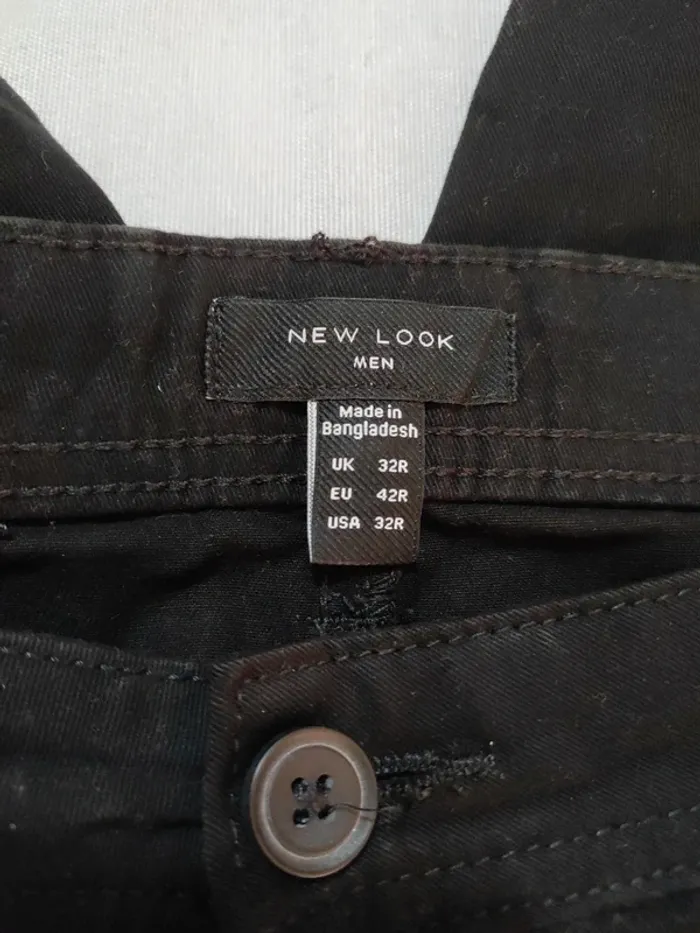 NEW LOOK
MEN
Made in
Bangladesh
UK 32R
EU 42R
USA 32R